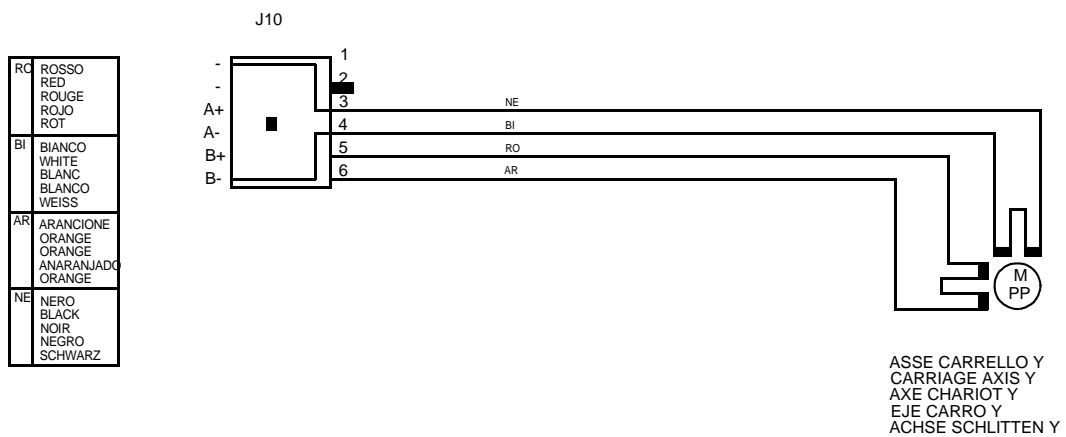 J10
RO
ROSSO
RED
ROUGE
ROJO
ROT
BI
BIANCO
WHITE
BLANC
BLANCO
WEISS
AR
ARANCIONE
ORANGE
ORANGE
ANARANJADO
ORANGE
NE
NERO
BLACK
NOIR
NEGRO
SCHWARZ
- 1
- 2
A+ 3 NE
A- 4 BI
B+ 5 RO
B- 6 AR
M
PP
ASSE CARRELLO Y
CARRIAGE AXIS Y
AXE CHARIOT Y
EJE CARRO Y
ACHSE SCHLITTEN Y